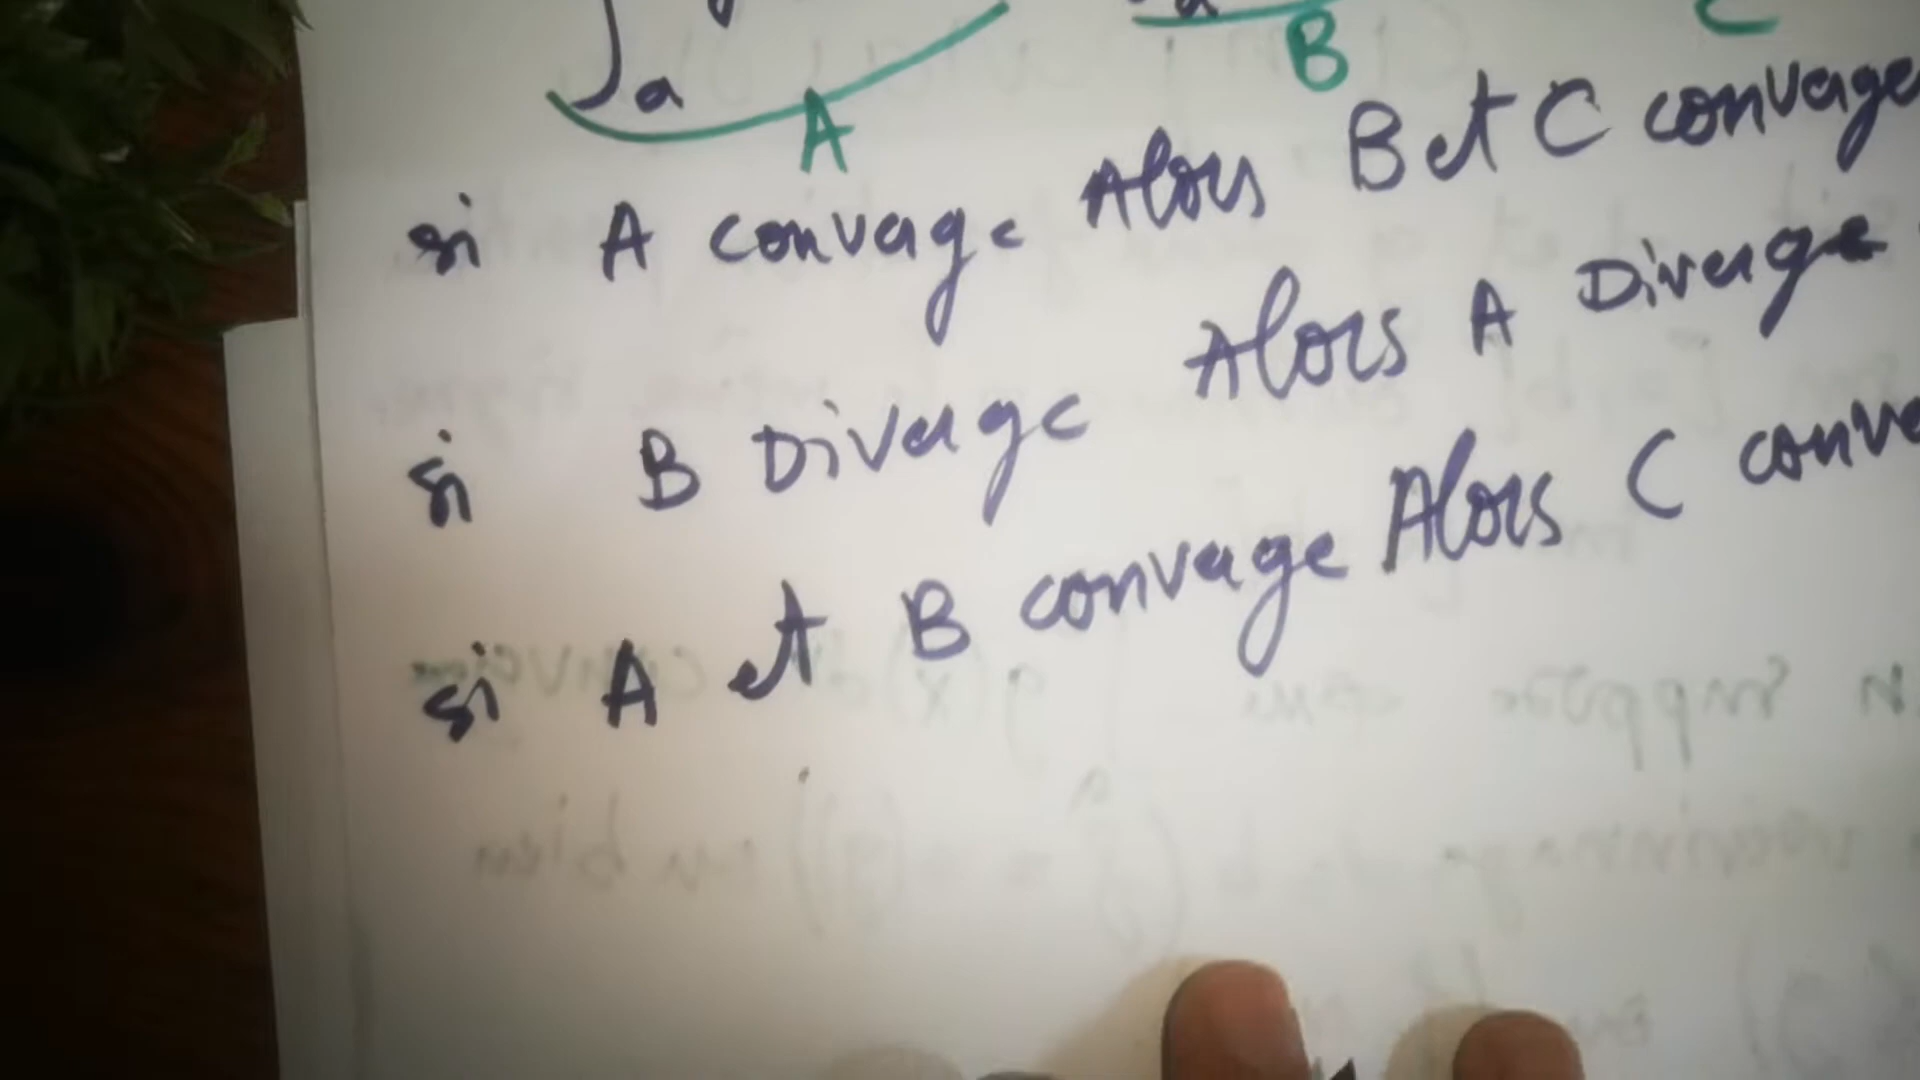 ∫a
A B C
si A converge Alors B et C converge
si B Diverge Alors A Diverge
si A et B converge Alors C conve